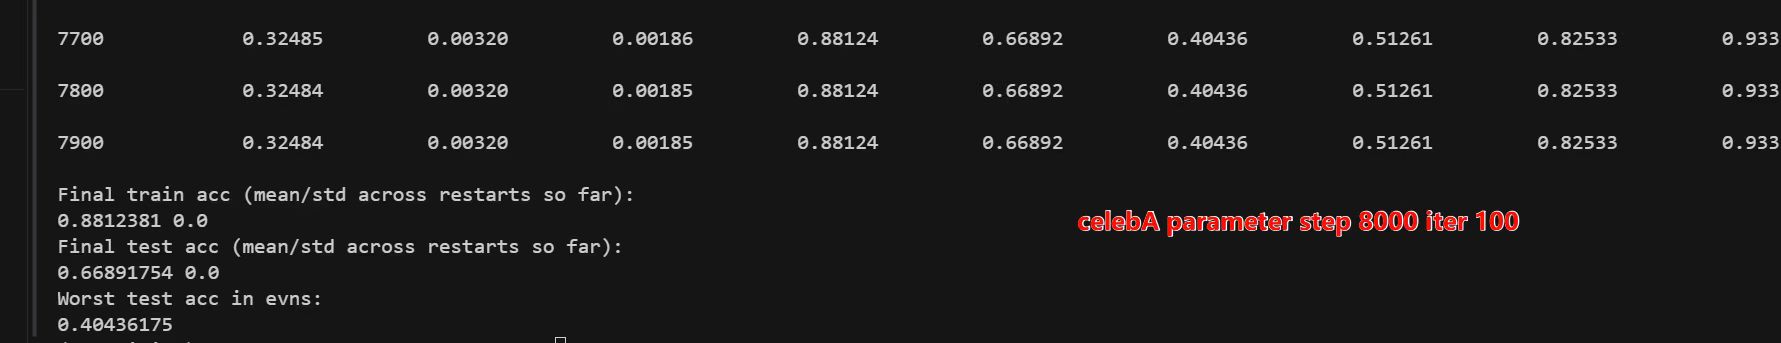 7700 0.32485 0.00320 0.00186 0.88124 0.66892 0.40436 0.51261 0.82533 0.933
7800 0.32484 0.00320 0.00185 0.88124 0.66892 0.40436 0.51261 0.82533 0.933
7900 0.32484 0.00320 0.00185 0.88124 0.66892 0.40436 0.51261 0.82533 0.933
Final train acc (mean/std across restarts so far):
0.8812381 0.0
celebA parameter step 8000 iter 100
Final test acc (mean/std across restarts so far):
0.66891754 0.0
Worst test acc in evns:
0.40436175